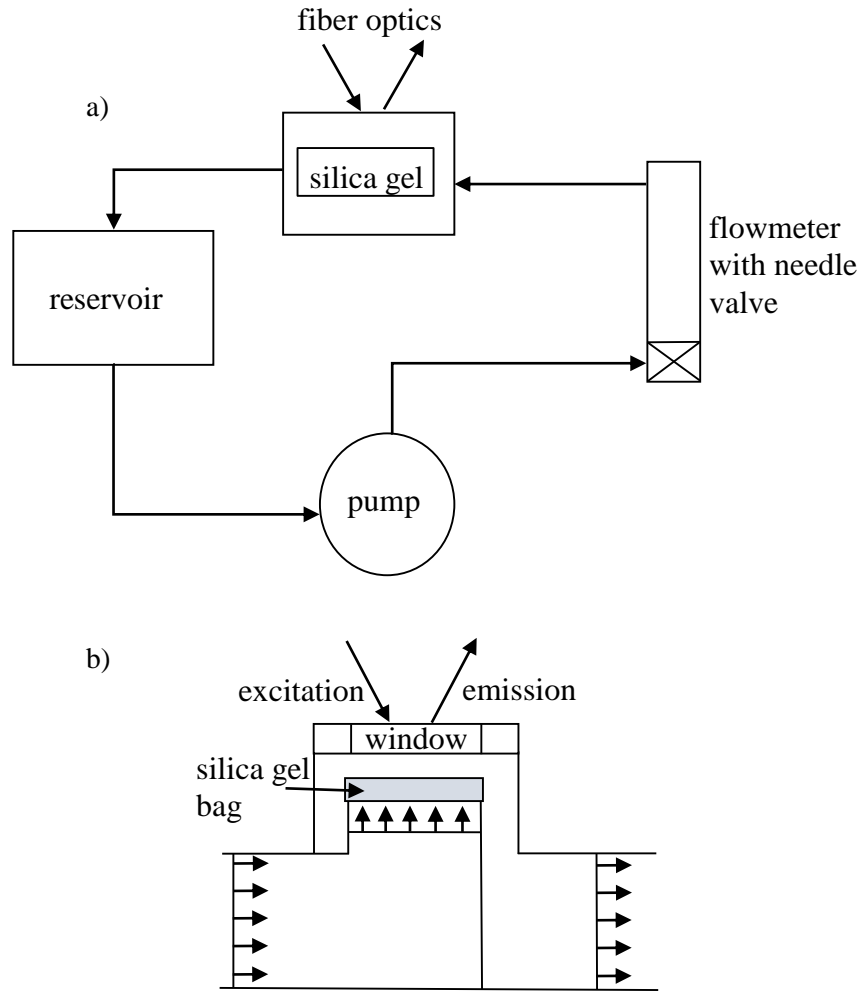 fiber optics
a)
silica gel
flowmeter
with needle
valve
reservoir
pump
b)
excitation
emission
window
silica gel
bag